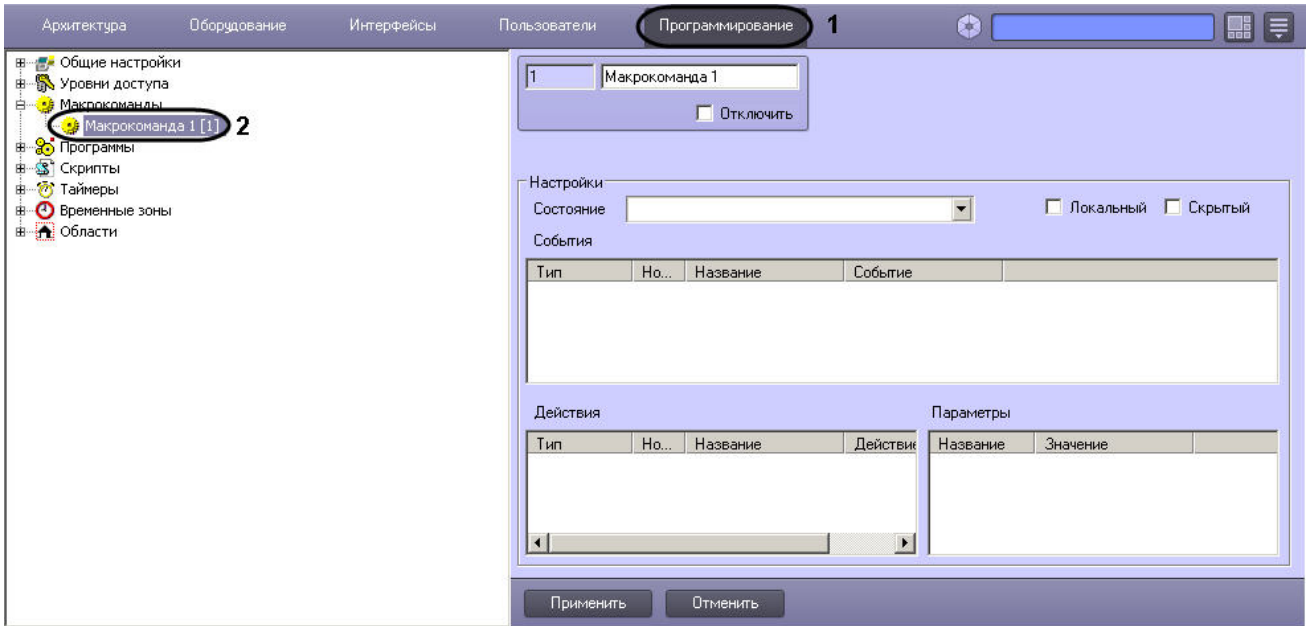 Архитектура Оборудование Интерфейсы Пользователи Программирование 1
Общие настройки
Уровни доступа
Макрокоманды
Макрокоманда 1 [1] 2
Программы
Скрипты
Таймеры
Временные зоны
Области
1 Макрокоманда 1
Отключить
Настройки
Состояние Локальный Скрытый
События
Тип Но... Название Событие
Действия Параметры
Тип Но... Название Действие Название Значение
Применить Отменить